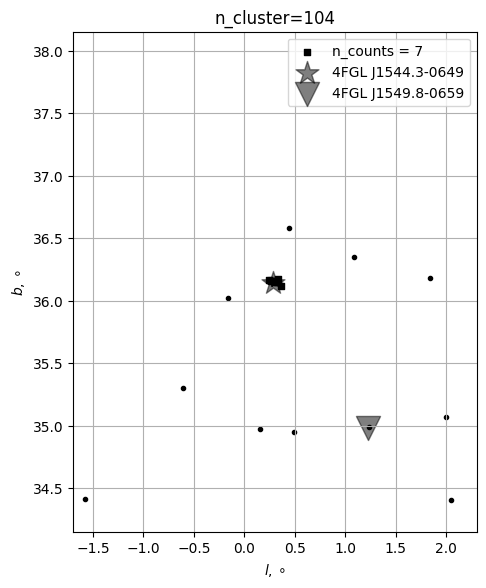 n_cluster=104
n_counts = 7
4FGL J1544.3-0649
4FGL J1549.8-0659
38.0
37.5
37.0
36.5
36.0
35.5
35.0
34.5
b, °
−1.5 −1.0 −0.5 0.0 0.5 1.0 1.5 2.0
l, °